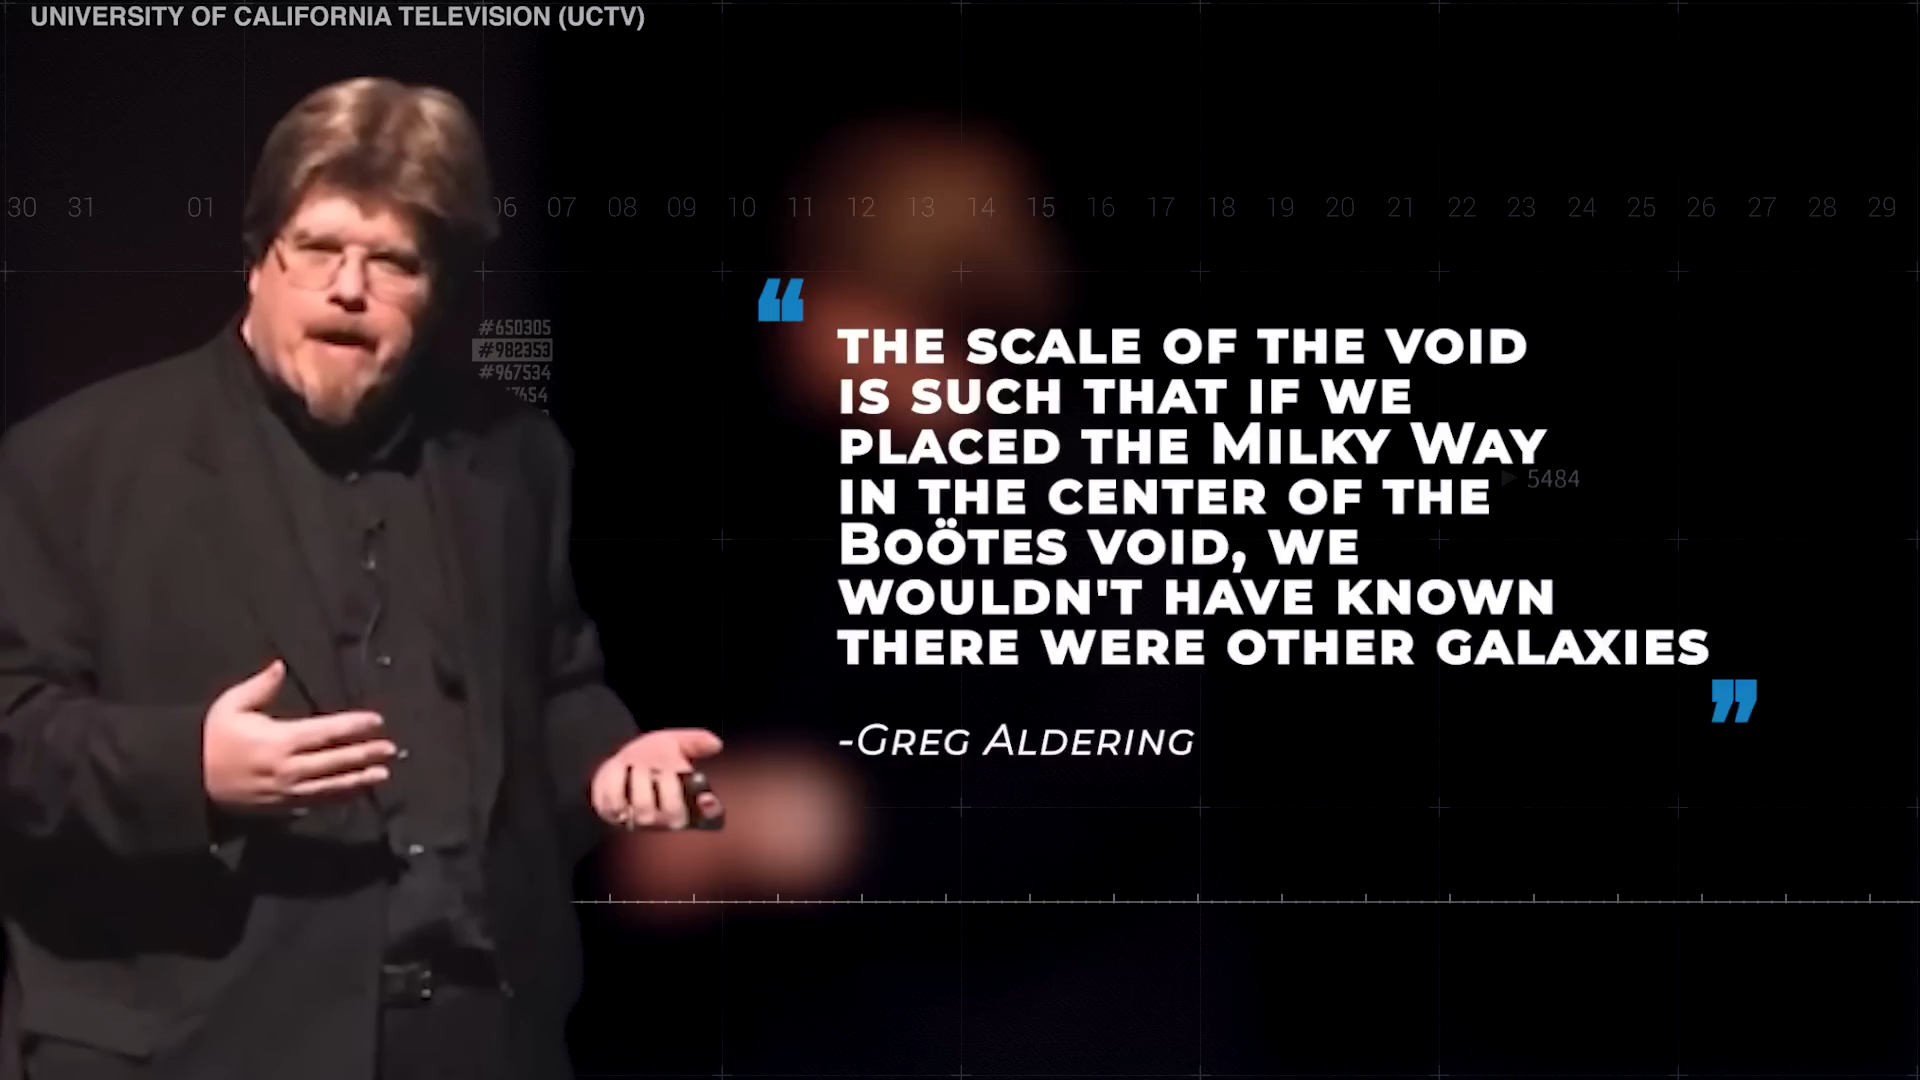 UNIVERSITY OF CALIFORNIA TELEVISION (UCTV)
30 31 01 06 07 08 09 10 11 12 13 14 15 16 17 18 19 20 21 22 23 24 25 26 27 28 29
#650305
#982353
#967534
7654
“
THE SCALE OF THE VOID
IS SUCH THAT IF WE
PLACED THE MILKY WAY
5484
IN THE CENTER OF THE
BOÖTES VOID, WE
WOULDN'T HAVE KNOWN
THERE WERE OTHER GALAXIES
”
-GREG ALDERING